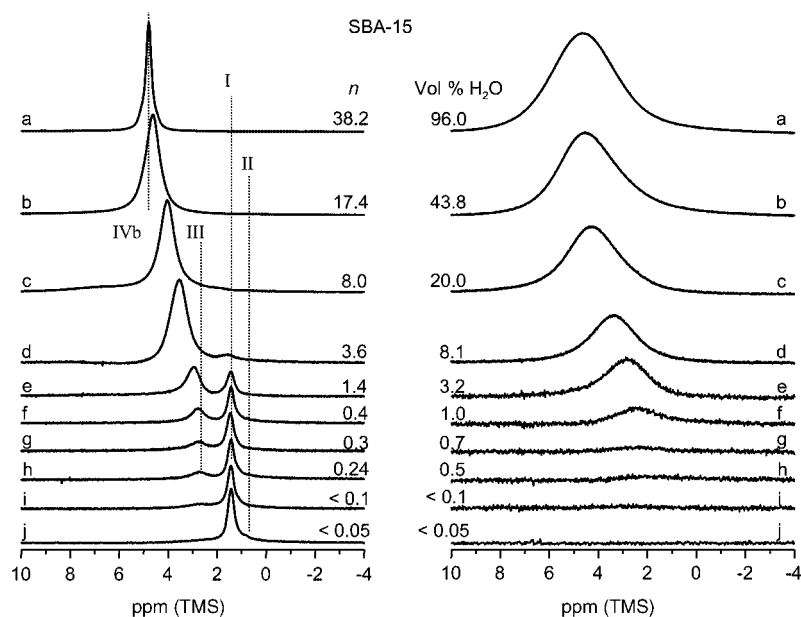 SBA-15
I n Vol % H₂O
a 38.2 96.0 a
II
b 17.4 43.8 b
IVb III
c 8.0 20.0 c
d 3.6 8.1 d
e 1.4 3.2 e
f 0.4 1.0 f
g 0.3 0.7 g
h 0.24 0.5 h
i < 0.1 < 0.1 i
j < 0.05 < 0.05 j
10 8 6 4 2 0 -2 -4 10 8 6 4 2 0 -2 -4
ppm (TMS) ppm (TMS)